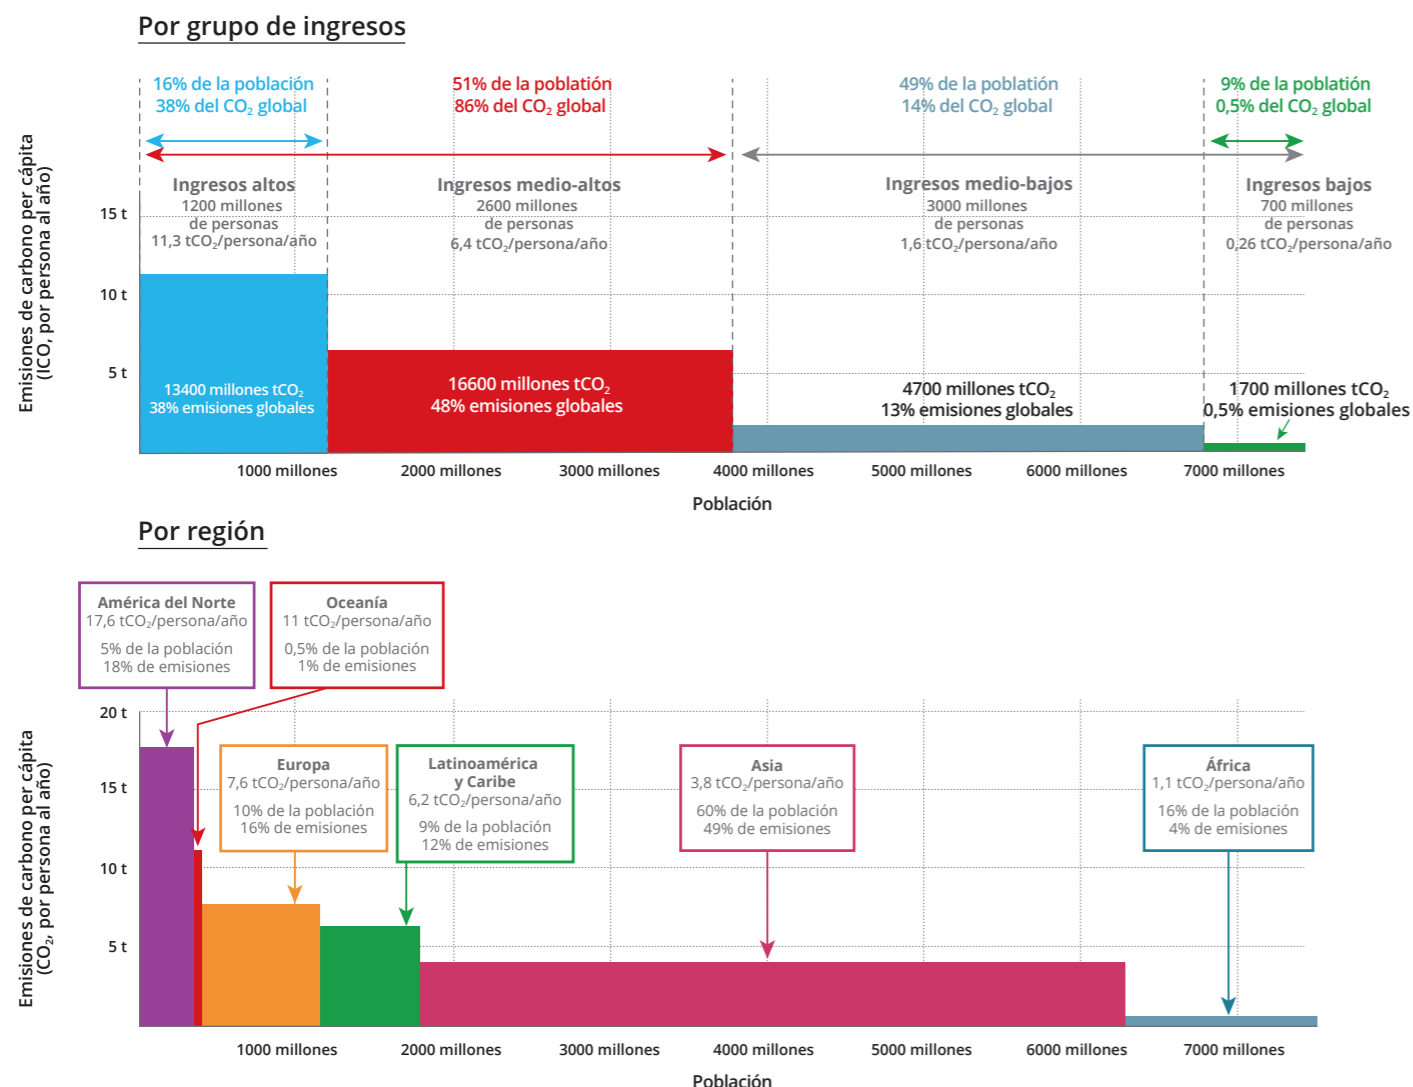 Por grupo de ingresos
16% de la población
38% del CO₂ global
51% de la poblatión
86% del CO₂ global
49% de la poblatión
14% del CO₂ global
9% de la población
0,5% del CO₂ global
Emisiones de carbono per cápita
(ICO, por persona al año)
Ingresos altos
1200 millones
de personas
11,3 tCO₂/persona/año
Ingresos medio-altos
2600 millones
de personas
6,4 tCO₂/persona/año
Ingresos medio-bajos
3000 millones
de personas
1,6 tCO₂/persona/año
Ingresos bajos
700 millones
de personas
0,26 tCO₂/persona/año
15 t
10 t
5 t
13400 millones tCO₂
38% emisiones globales
16600 millones tCO₂
48% emisiones globales
4700 millones tCO₂
13% emisiones globales
1700 millones tCO₂
0,5% emisiones globales
1000 millones
2000 millones
3000 millones
4000 millones
5000 millones
6000 millones
7000 millones
Población
Por región
América del Norte
17,6 tCO₂/persona/año
5% de la población
18% de emisiones
Oceanía
11 tCO₂/persona/año
0,5% de la población
1% de emisiones
Emisiones de carbono per cápita
(CO₂, por persona al año)
20 t
15 t
10 t
5 t
Europa
7,6 tCO₂/persona/año
10% de la población
16% de emisiones
Latinoamérica
y Caribe
6,2 tCO₂/persona/año
9% de la población
12% de emisiones
Asia
3,8 tCO₂/persona/año
60% de la población
49% de emisiones
África
1,1 tCO₂/persona/año
16% de la población
4% de emisiones
1000 millones
2000 millones
3000 millones
4000 millones
5000 millones
6000 millones
7000 millones
Población